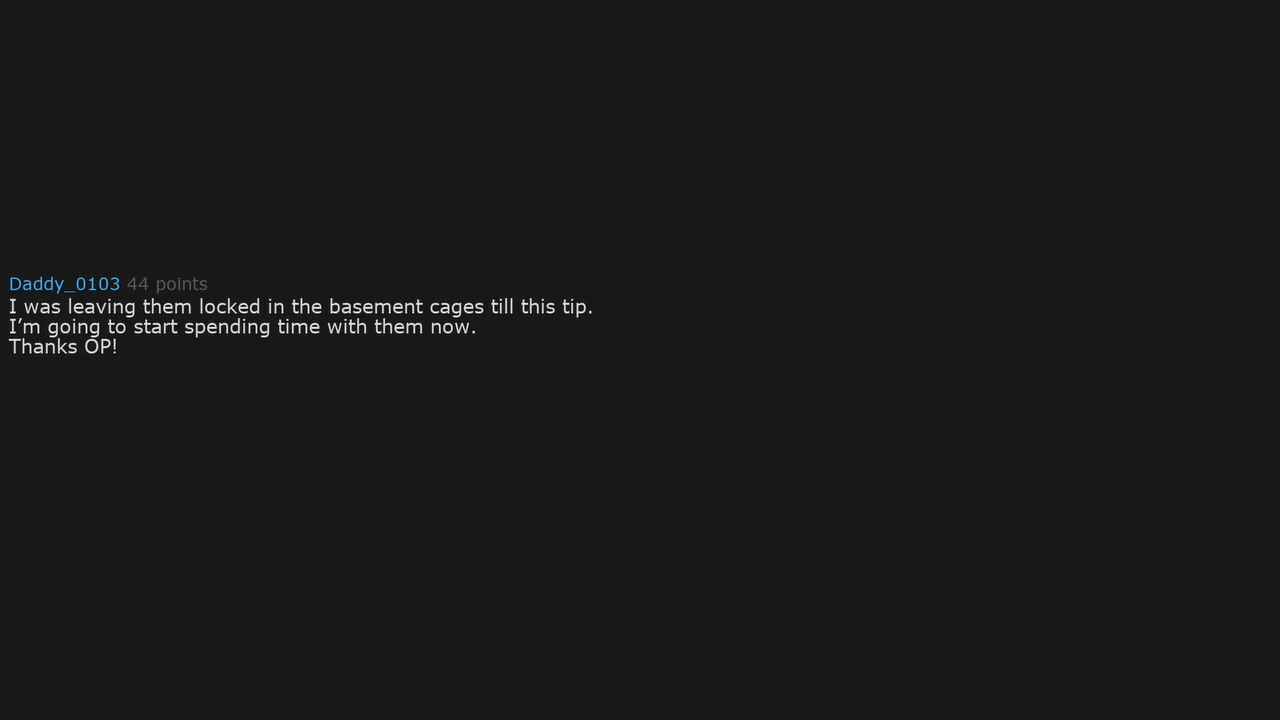 Daddy_0103 44 points
I was leaving them locked in the basement cages till this tip.
I’m going to start spending time with them now.
Thanks OP!